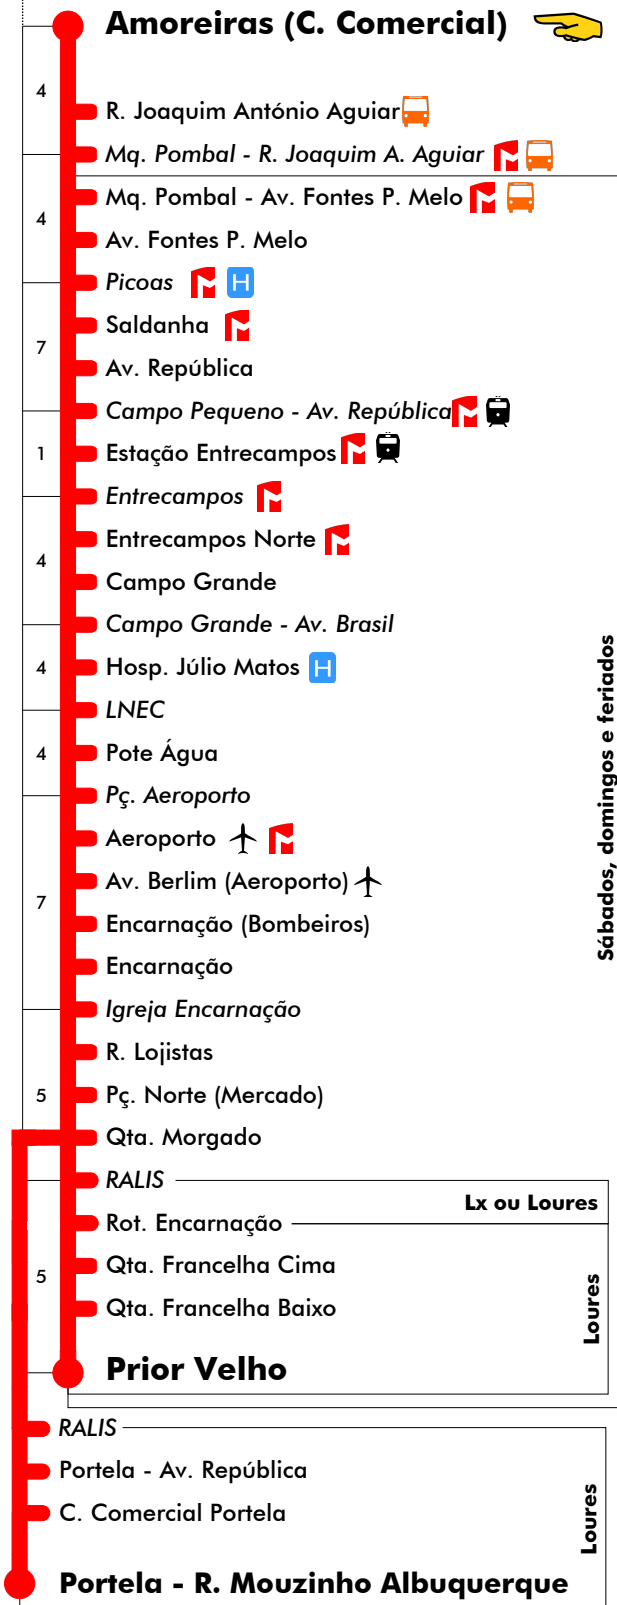 Amoreiras (C. Comercial)
4
R. Joaquim António Aguiar
Mq. Pombal - R. Joaquim A. Aguiar
Mq. Pombal - Av. Fontes P. Melo
4
Av. Fontes P. Melo
Picoas
H
Saldanha
7
Av. República
Campo Pequeno - Av. República
1
Estação Entrecampos
Entrecampos
Entrecampos Norte
4
Campo Grande
Campo Grande - Av. Brasil
4
Hosp. Júlio Matos
H
LNEC
4
Pote Água
Pç. Aeroporto
Aeroporto
Av. Berlim (Aeroporto)
7
Encarnação (Bombeiros)
Encarnação
Igreja Encarnação
R. Lojistas
5
Pç. Norte (Mercado)
Qta. Morgado
RALIS
Lx ou Loures
Rot. Encarnação
Qta. Francelha Cima
5
Qta. Francelha Baixo
Loures
Prior Velho
Sábados, domingos e feriados
RALIS
Portela - Av. República
C. Comercial Portela
Loures
Portela - R. Mouzinho Albuquerque